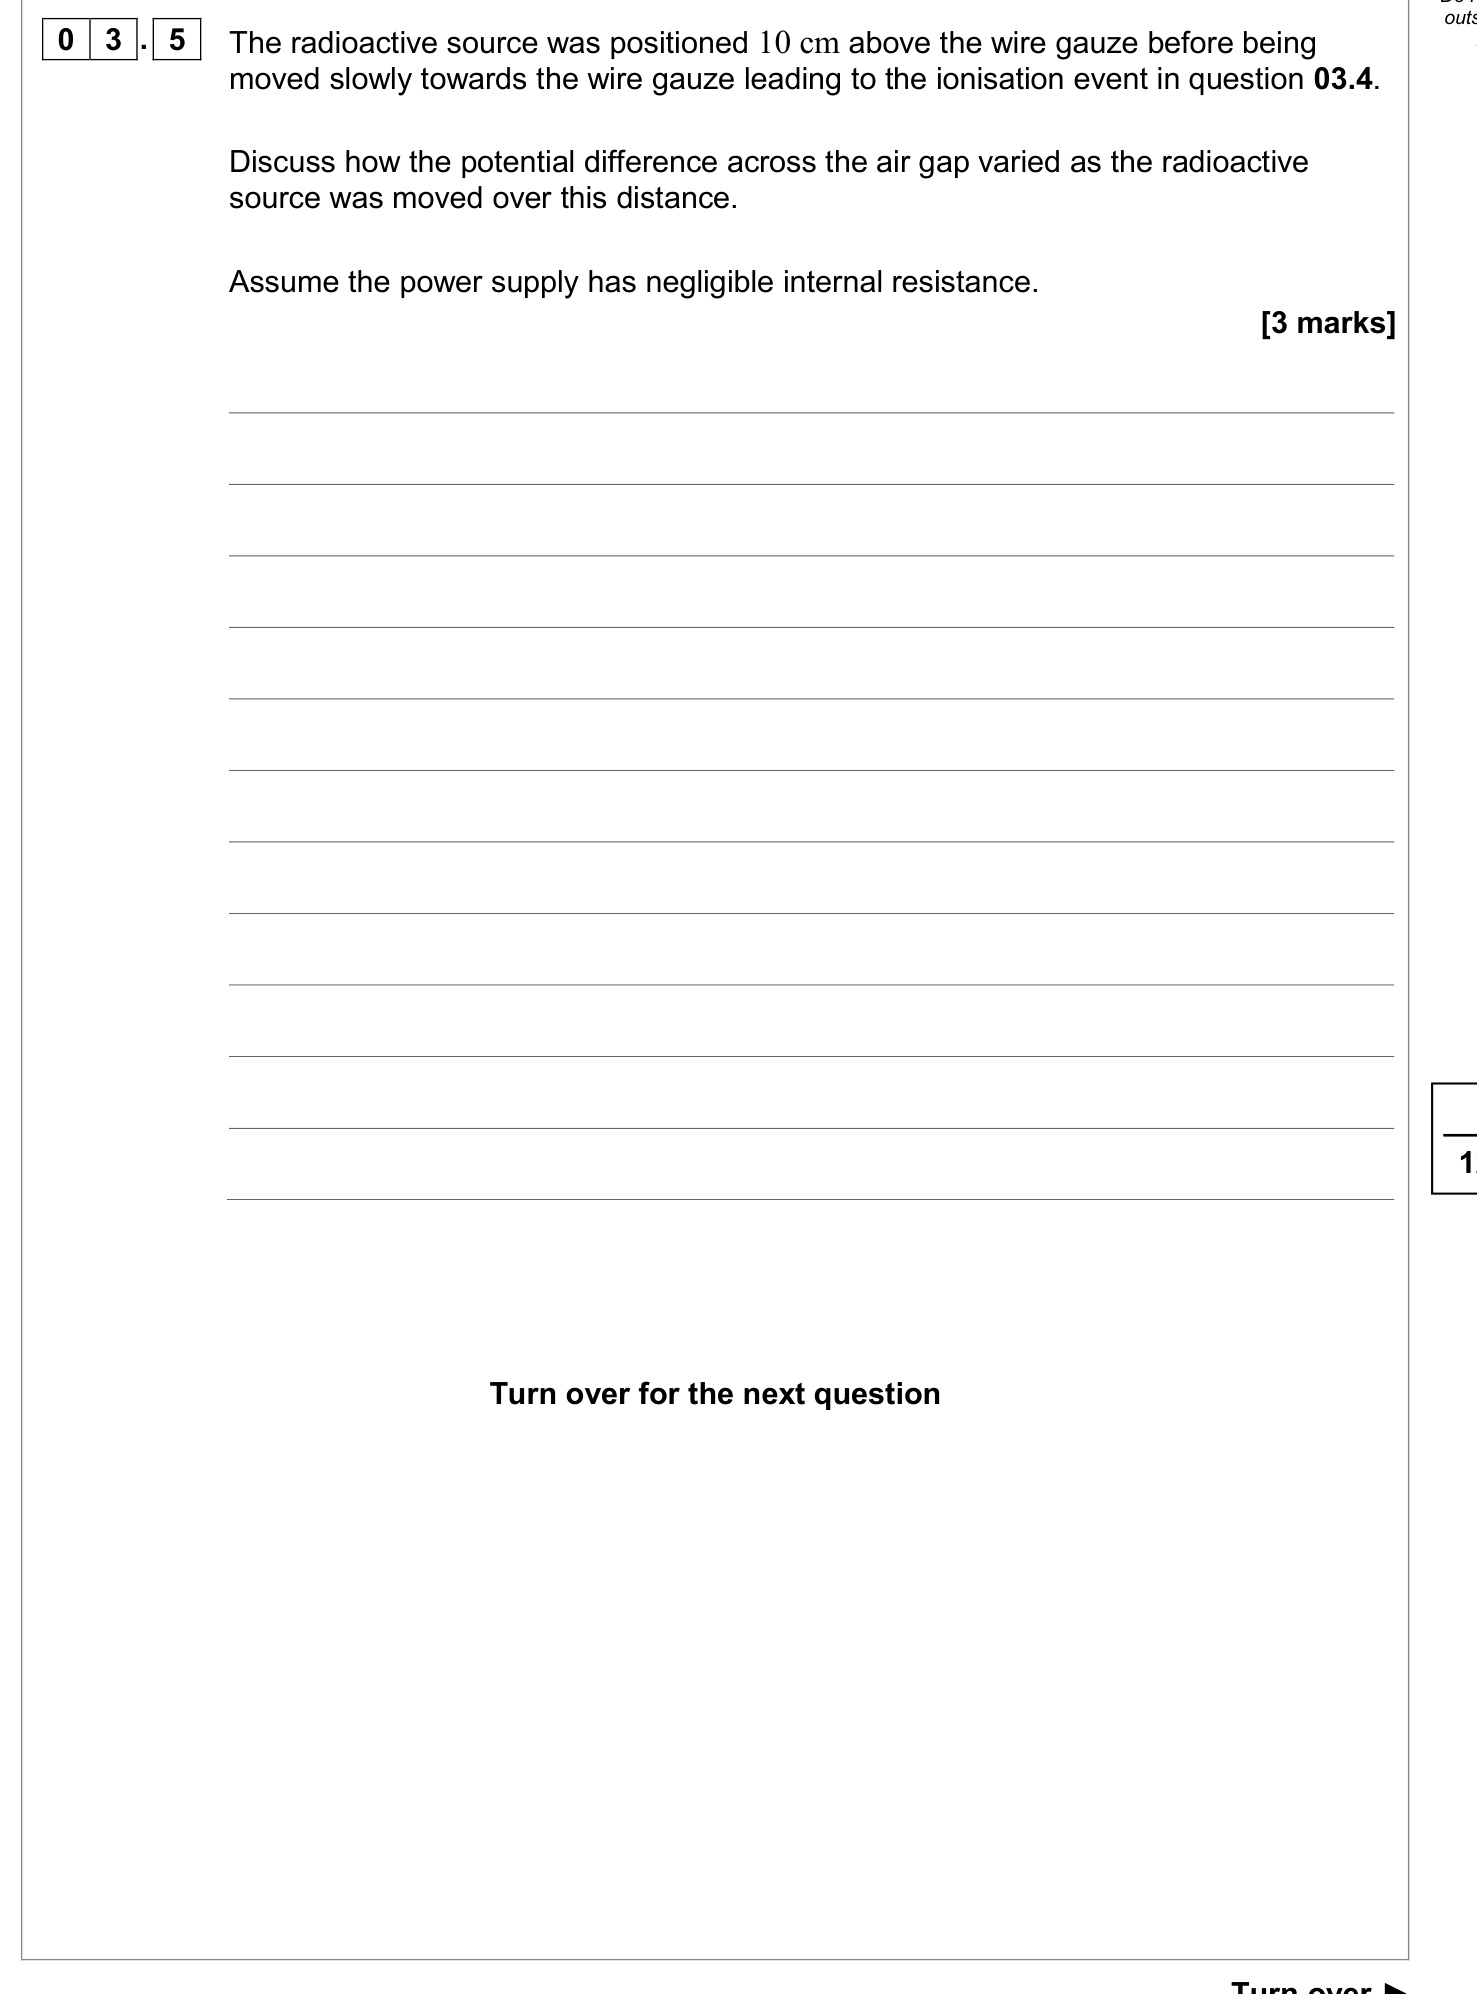 outs
0 3 . 5 The radioactive source was positioned 10 cm above the wire gauze before being
moved slowly towards the wire gauze leading to the ionisation event in question 03.4.
Discuss how the potential difference across the air gap varied as the radioactive
source was moved over this distance.
Assume the power supply has negligible internal resistance.
[3 marks]
Turn over for the next question
Turn over ►